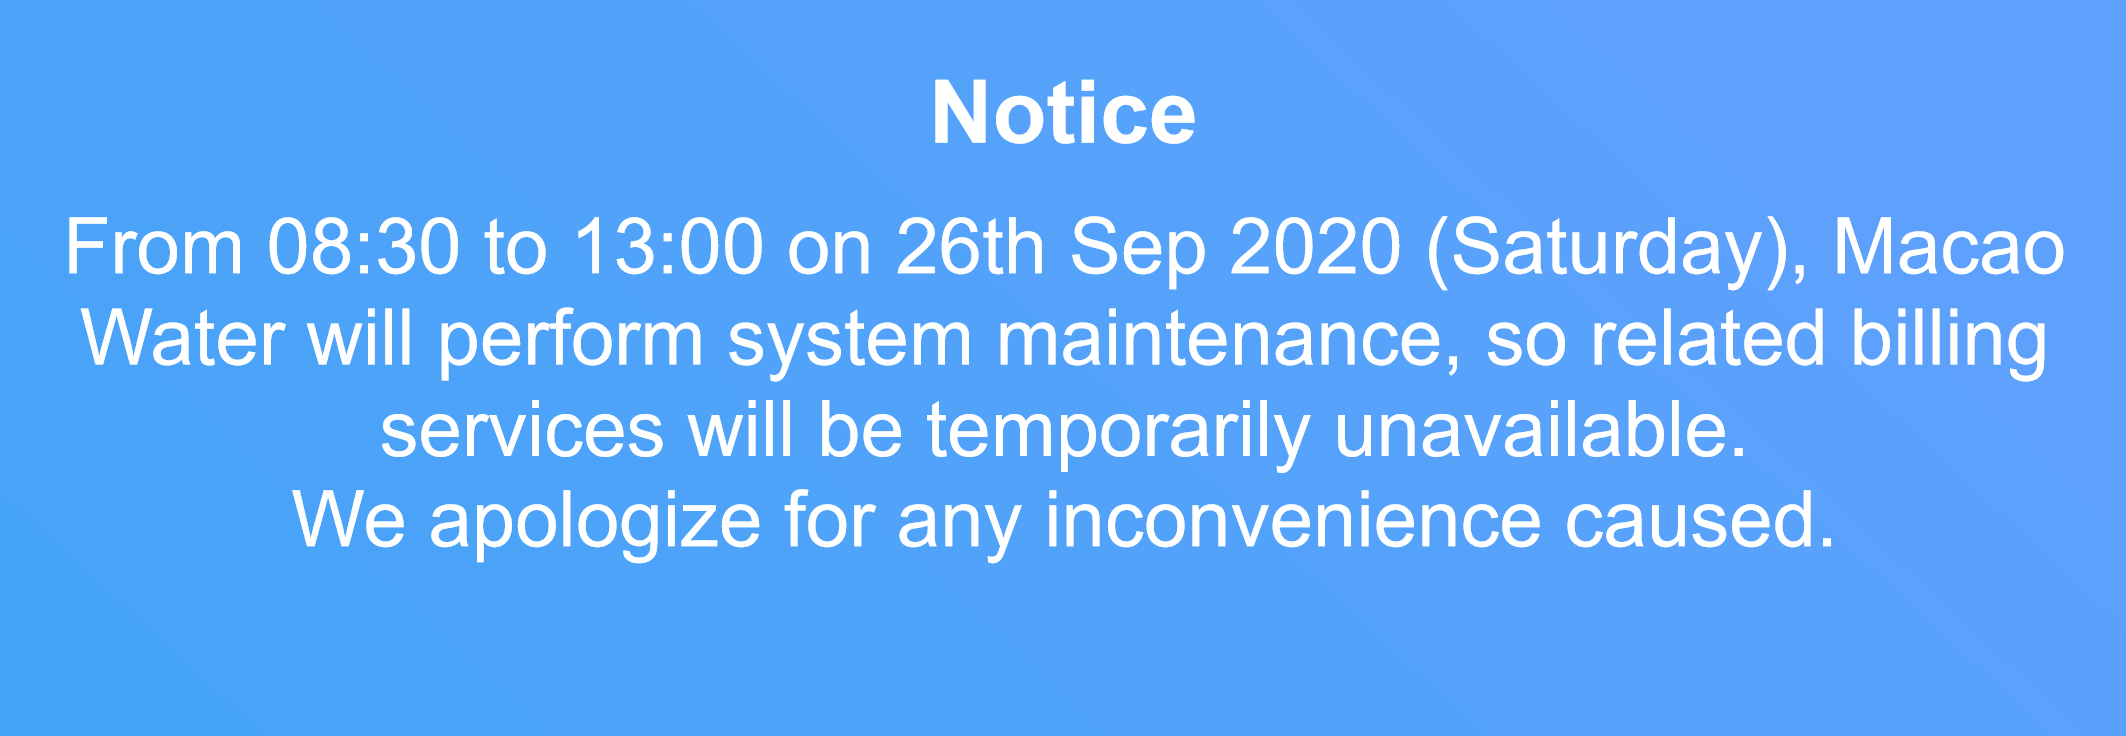 Notice
From 08:30 to 13:00 on 26th Sep 2020 (Saturday), Macao
Water will perform system maintenance, so related billing
services will be temporarily unavailable.
We apologize for any inconvenience caused.